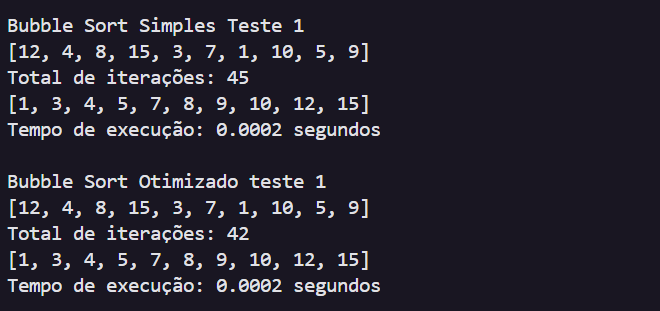 Bubble Sort Simples Teste 1
[12, 4, 8, 15, 3, 7, 1, 10, 5, 9]
Total de iterações: 45
[1, 3, 4, 5, 7, 8, 9, 10, 12, 15]
Tempo de execução: 0.0002 segundos
Bubble Sort Otimizado teste 1
[12, 4, 8, 15, 3, 7, 1, 10, 5, 9]
Total de iterações: 42
[1, 3, 4, 5, 7, 8, 9, 10, 12, 15]
Tempo de execução: 0.0002 segundos